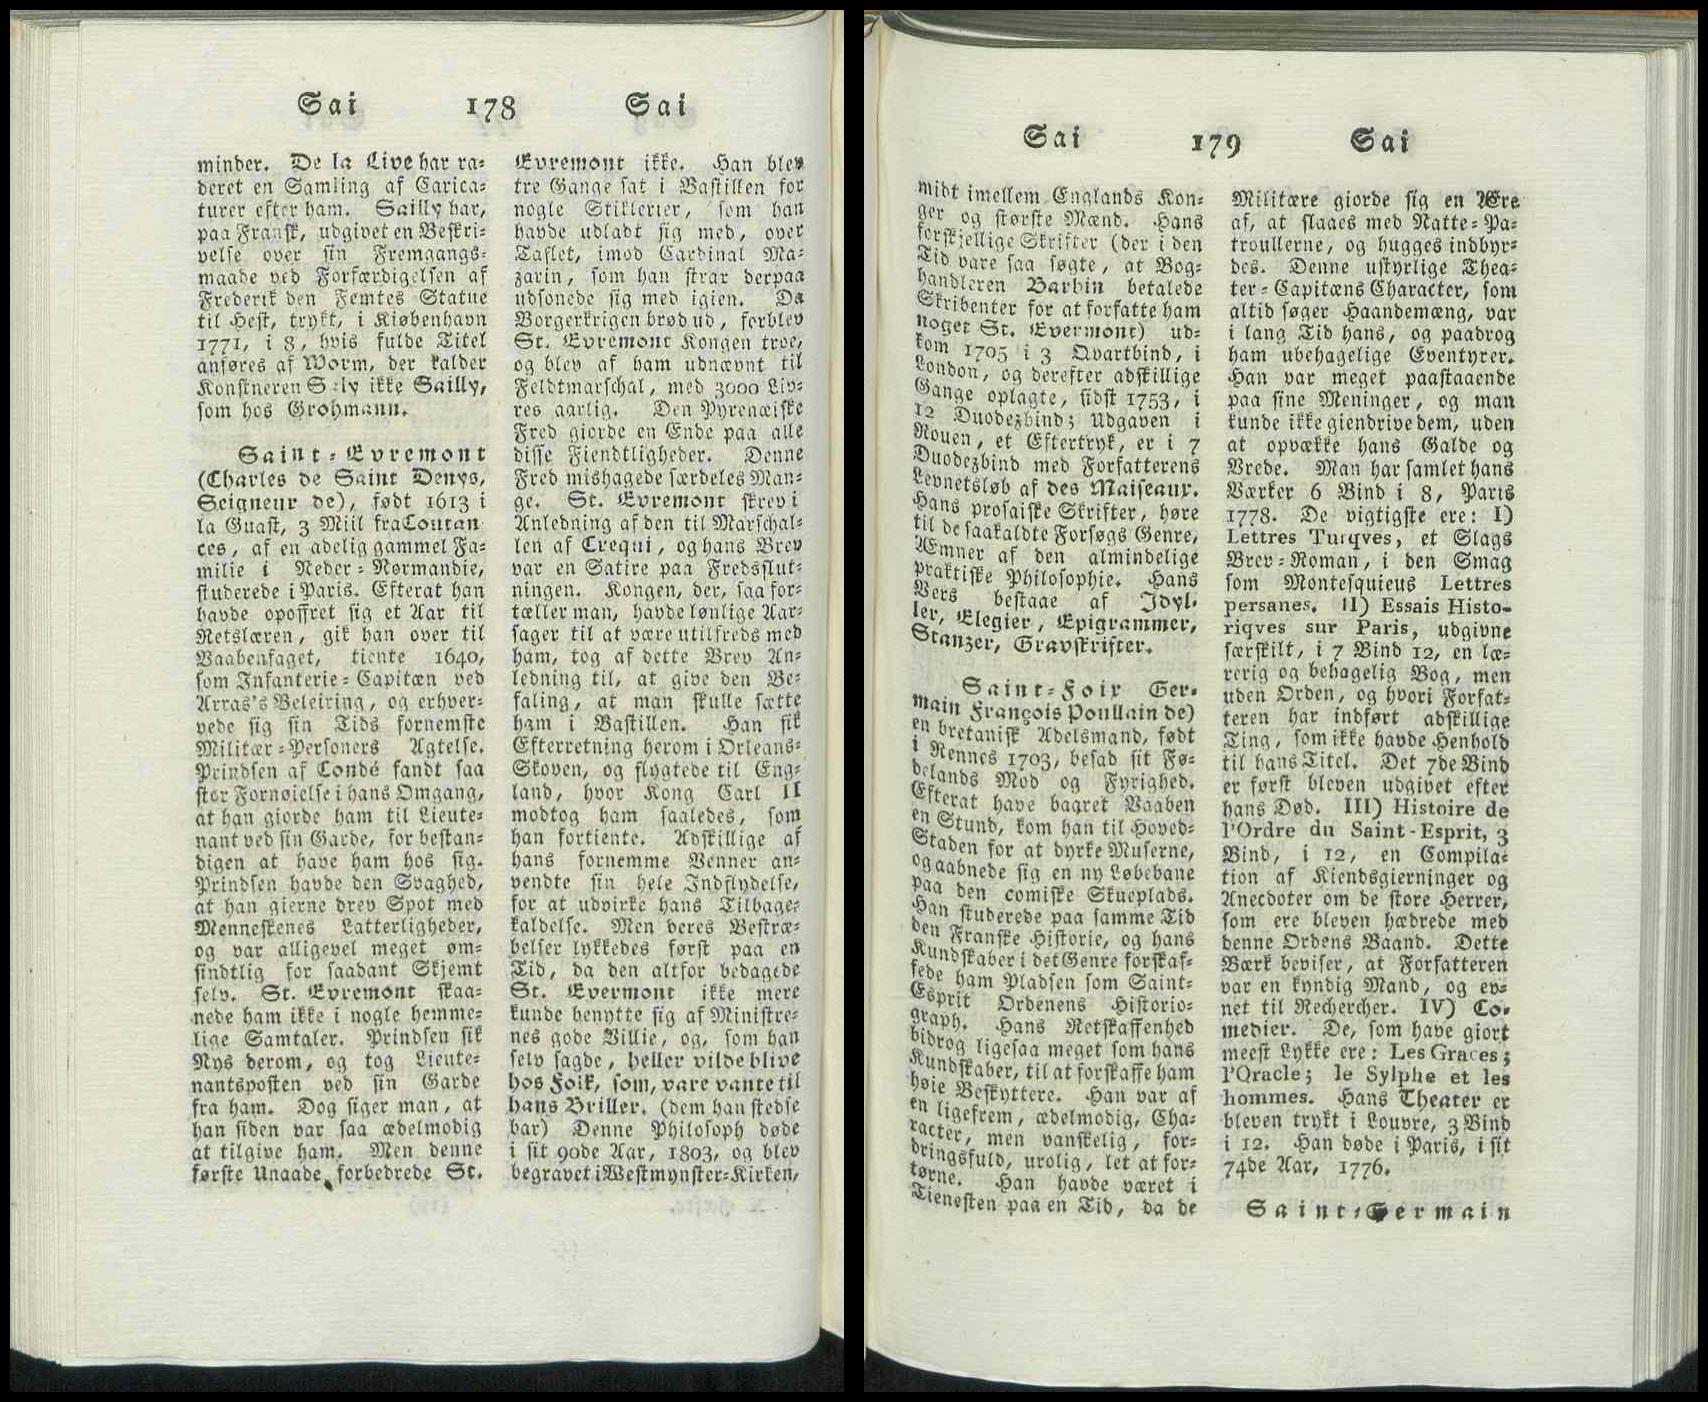 Sai 178 Sai
minder. De la Live har ra-
deret en Samling af Carica-
turer efter ham. Sailly har,
paa Fransk, udgivet en Beskri-
velse over sin Fremgangs-
maade ved Forfærdigelsen af
Frederik den Femtes Statue
til Hest, trykt, i Kiøbenhavn
1771, i 8, hvis fulde Titel
anføres af Worm, der kalder
Konstneren Saly ikke Sailly,
som hos Grohmann.
Saint-Evremont
(Charles de Saint Denys,
Seigneur de), født 1613 i
la Guast, 3 Miil fra Coutan
ces, af en adelig gammel Fa-
milie i Neder-Normandie,
studerede i Paris. Efterat han
havde opoffret sig et Aar til
Retslæren, gik han over til
Vaabenfaget, tiente 1640,
som Infanterie-Capitæn ved
Arras's Beleiring, og erhver-
vede sig sin Tids fornemste
Militær-Personers Agtelse.
Prindsen af Condé fandt saa
stor Fornøielse i hans Omgang,
at han giorde ham til Lieute-
nant ved sin Garde, for bestan-
digen at have ham hos sig.
Prindsen havde den Svaghed,
at han gierne drev Spot med
Menneskenes Latterligheder,
og var alligevel meget øm-
findtlig for saadant Skjemt
selv. St. Evremont skaa-
nede ham ikke i nogle hemme-
lige Samtaler. Prindsen fik
Nys derom, og tog Lieute-
nantsposten ved sin Garde
fra ham. Dog siger man, at
han siden var saa ædelmodig
at tilgive ham. Men denne
første Unaade forbedrede St.
Evremont ikke. Han blev
tre Gange sat i Bastillen for
nogle Stiklerier, som han
havde udladt sig med, over
Taflet, imod Cardinal Ma-
zarin, som han strax derpaa
udsonede sig med igien. Da
Borgerkrigen brød ud, forblev
St. Evremont Kongen troe,
og blev af ham udnævnt til
Feldtmarschal, med 3000 Liv-
res aarlig. Den Pyrenæiske
Fred giorde en Ende paa alle
disse Fiendtligheder. Denne
Fred mishagede særdeles Man-
ge. St. Evremont skrev i
Anledning af den til Marschal-
len af Crequi, og hans Brev
var en Satire paa Fredsslut-
ningen. Kongen, der, saa for-
tæller man, havde lønlige Aar-
sager til at være utilfreds med
ham, tog af dette Brev An-
ledning til, at give den Be-
faling, at man skulle sætte
ham i Bastillen. Han fik
Efterretning herom i Orleans-
Skoven, og flygtede til Eng-
land, hvor Kong Carl II
modtog ham saaledes, som
han fortiente. Adskillige af
hans fornemme Venner an-
vendte sin hele Indflydelse,
for at udvirke hans Tilbage-
kaldelse. Men deres Bestræ-
belser lykkedes først paa en
Tid, da den altfor bedagede
St. Evermont ikke mere
kunde benytte sig af Ministre-
nes gode Villie, og, som han
selv sagde, heller vilde blive
hos Folk, som, vare vante til
hans Briller. (dem han stedse
bar) Denne Philosoph døde
i sit 90de Aar, 1803, og blev
begravet i Westmynster-Kirken,
Sai 179 Sai
midt imellem Englands Kon-
ger og største Mænd. Hans
forskjellige Skrifter (der i den
Tid vare saa søgte, at Bog-
handleren Barbin betalede
Skribenter for at forfatte ham
noget St. Evermont) ud-
kom 1705 i 3 Qvartbind, i
London, og derefter adskillige
Gange oplagte, sidst 1753, i
12 Duodezbind; Udgaven i
Rouen, et Eftertryk, er i 7
Duodezbind med Forfatterens
Levnetsløb af des Maiseaux.
Hans prosaiske Skrifter, høre
til de saakaldte Forsøgs Genre,
Æmner af den almindelige
praktiske Philosophie. Hans
Vers bestaae af Idyl-
ler, Elegier, Epigrammer,
Stanzer, Gravskrifter.
Saint-Foix Ger-
main François Poullain de)
en bretanisk Adelsmand, født
i Rennes 1703, besad sit Fø-
delands Mod og Fyrighed.
Efterat have baaret Vaaben
en Stund, kom han til Hoved-
Staden for at dyrke Muserne,
og aabnede sig en ny Løbebane
paa den comiske Skueplads.
Han studerede paa samme Tid
den Franske Historie, og hans
Kundskaber i det Genre forskaf-
fede ham Pladsen som Saint-
Esprit Ordenens Historio-
graph. Hans Retskaffenhed
bidrog ligesaa meget som hans
Kundskaber, til at forskaffe ham
høie Beskyttere. Han var af
en ligefrem, ædelmodig, Cha-
racter, men vanskelig, for-
dringsfuld, urolig, let at for-
tørne. Han havde været i
Tienesten paa en Tid, da de
Militære giorde sig en Ære
af, at slaaes med Natte-Pa-
troullerne, og hugges indbyr-
des. Denne ustyrlige Thea-
ter-Capitæns Character, som
altid søger Haandemæng, var
i lang Tid hans, og paadrog
ham ubehagelige Eventyrer.
Han var meget paastaaende
paa sine Meninger, og man
kunde ikke giendrive dem, uden
at opvække hans Galde og
Vrede. Man har samlet hans
Værker 6 Bind i 8, Paris
1778. De vigtigste ere: I)
Lettres Turqves, et Slags
Brev-Roman, i den Smag
som Montesquieus Lettres
persanes. II) Essais Histo-
riqves sur Paris, udgivne
særskilt, i 7 Bind 12, en læ-
rerig og behagelig Bog, men
uden Orden, og hvori Forfat-
teren har indført adskillige
Ting, som ikke havde Henhold
til hans Titel. Det 7de Bind
er først bleven udgivet efter
hans Død. III) Histoire de
l'Ordre du Saint-Esprit, 3
Bind, i 12, en Compila-
tion af Kiendsgierninger og
Anecdoter om de store Herrer,
som ere bleven hædrede med
denne Ordens Baand. Dette
Værk beviser, at Forfatteren
var en kyndig Mand, og ev-
net til Rechercher. IV) Co-
medier. De, som have giort
meest Lykke ere: Les Graces;
l'Oracle; le Sylphe et les
hommes. Hans Theater er
bleven trykt i Louvre, 3 Bind
i 12. Han døde i Paris, i sit
74de Aar, 1776.
Saint-Germain